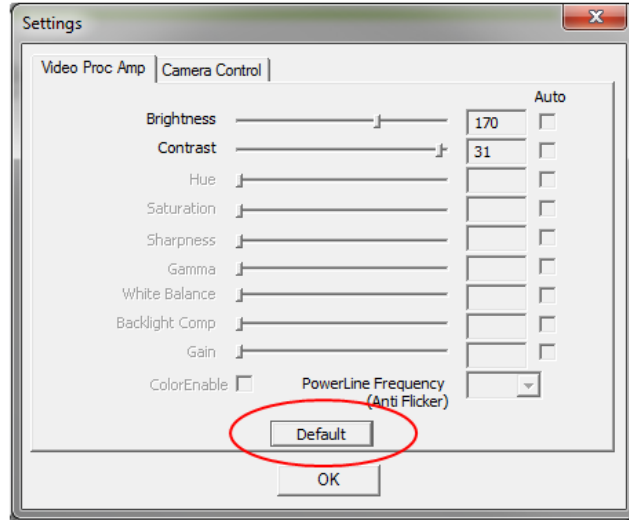 Settings
Video Proc Amp Camera Control
Auto
Brightness 170
Contrast 31
Hue
Saturation
Sharpness
Gamma
White Balance
Backlight Comp
Gain
ColorEnable PowerLine Frequency
(Anti Flicker)
Default
OK